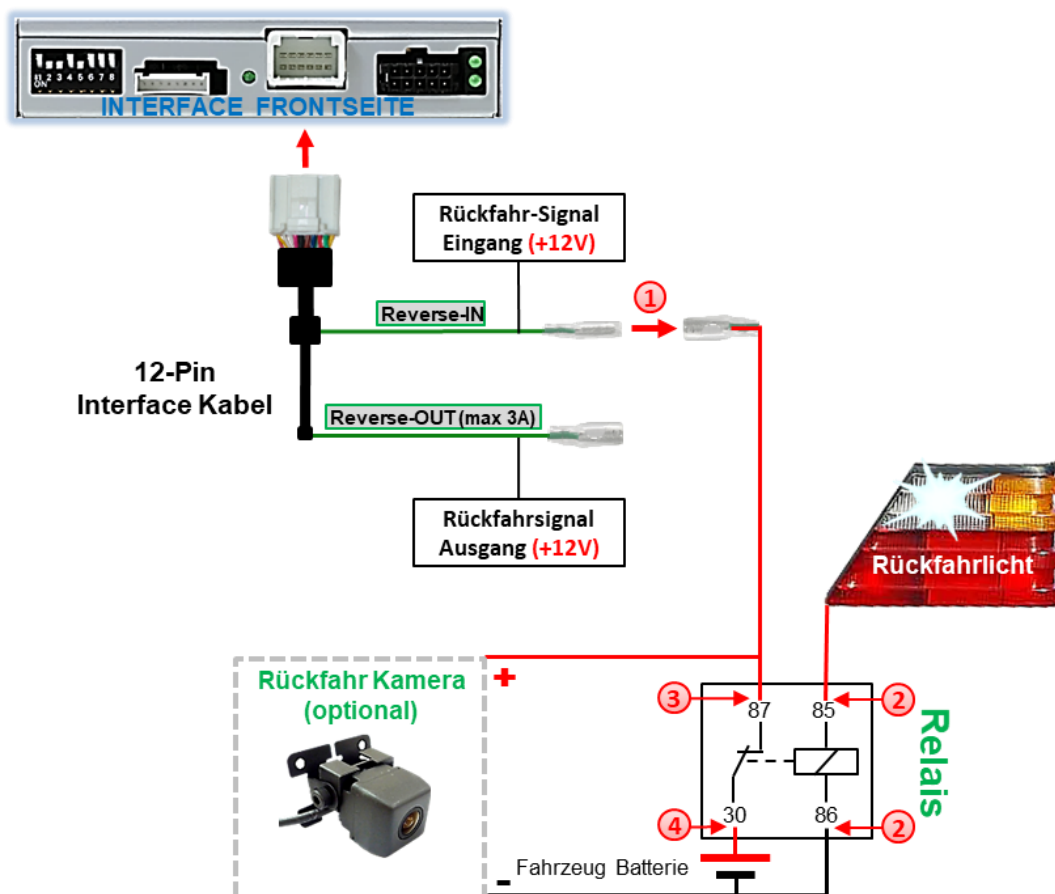 1 2 3 4 5 6 7 8
ON
INTERFACE FRONTSEITE
Rückfahr-Signal
Eingang (+12V)
Reverse-IN
1
12-Pin
Interface Kabel
Reverse-OUT (max 3A)
Rückfahrsignal
Ausgang (+12V)
Rückfahrlicht
Rückfahr Kamera
(optional)
+
3
87
85
2
Relais
4
30
86
2
- Fahrzeug Batterie